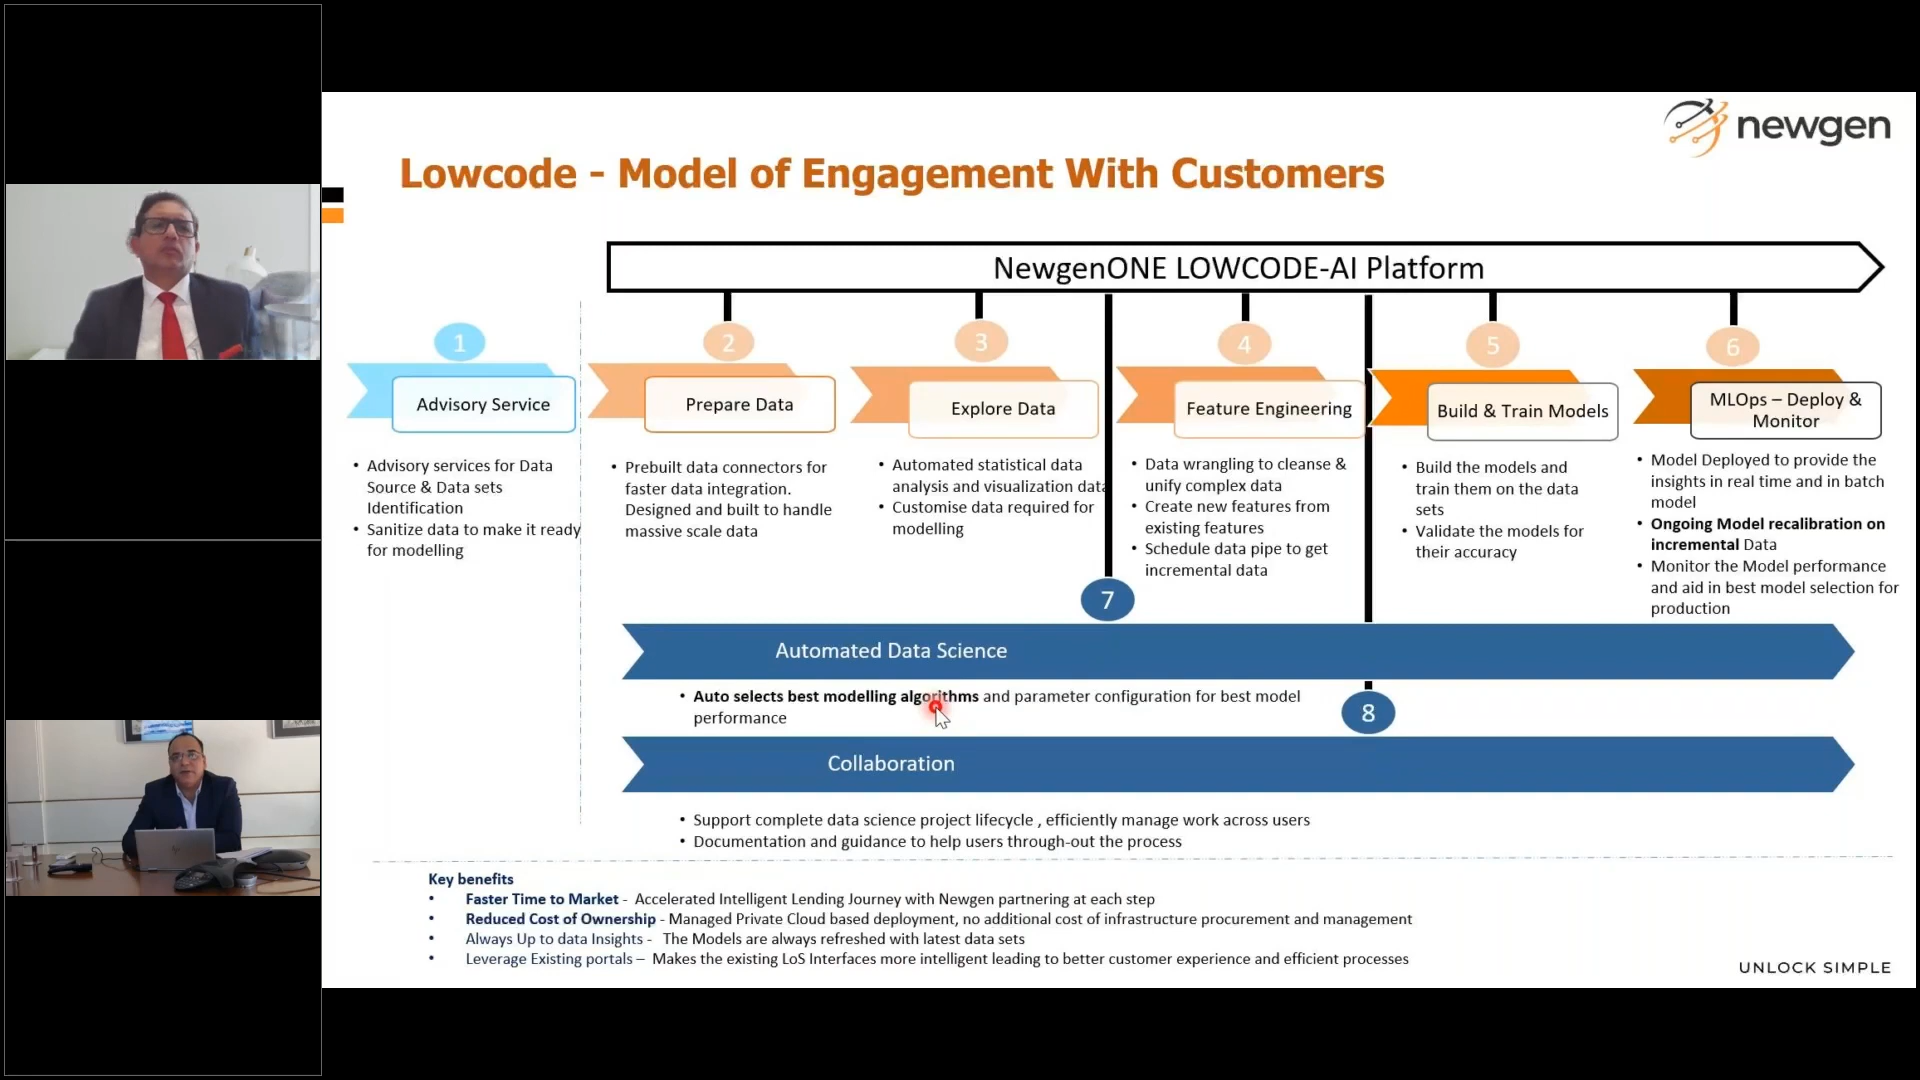 newgen
Lowcode - Model of Engagement With Customers
NewgenONE LOWCODE-AI Platform
1
Advisory Service
• Advisory services for Data
Source & Data sets
Identification
• Sanitize data to make it ready
for modelling
2
Prepare Data
• Prebuilt data connectors for
faster data integration.
Designed and built to handle
massive scale data
3
Explore Data
• Automated statistical data
analysis and visualization data
• Customise data required for
modelling
4
Feature Engineering
• Data wrangling to cleanse &
unify complex data
• Create new features from
existing features
• Schedule data pipe to get
incremental data
5
Build & Train Models
• Build the models and
train them on the data
sets
• Validate the models for
their accuracy
6
MLOps – Deploy &
Monitor
• Model Deployed to provide the
insights in real time and in batch
model
• Ongoing Model recalibration on
incremental Data
• Monitor the Model performance
and aid in best model selection for
production
7
Automated Data Science
• Auto selects best modelling algorithms and parameter configuration for best model
performance
8
Collaboration
• Support complete data science project lifecycle , efficiently manage work across users
• Documentation and guidance to help users through-out the process
Key benefits
• Faster Time to Market - Accelerated Intelligent Lending Journey with Newgen partnering at each step
• Reduced Cost of Ownership - Managed Private Cloud based deployment, no additional cost of infrastructure procurement and management
• Always Up to data Insights - The Models are always refreshed with latest data sets
• Leverage Existing portals – Makes the existing LoS Interfaces more intelligent leading to better customer experience and efficient processes
UNLOCK SIMPLE